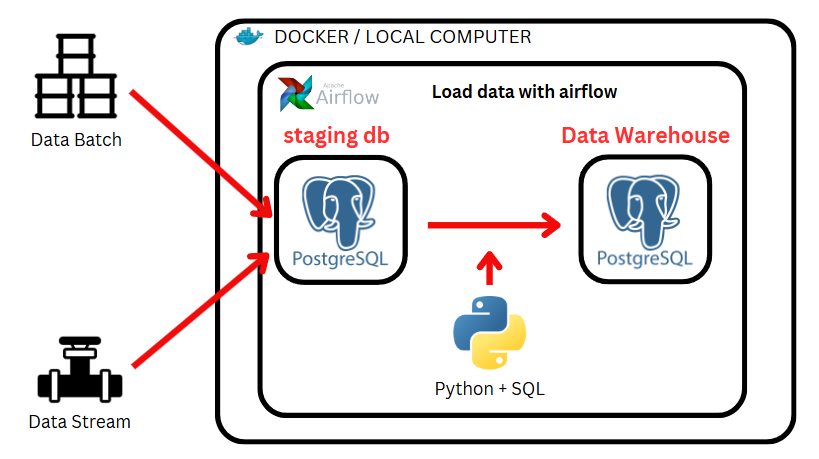 DOCKER / LOCAL COMPUTER
Apache
Airflow
Load data with airflow
Data Batch
staging db
Data Warehouse
PostgreSQL
PostgreSQL
Python + SQL
Data Stream